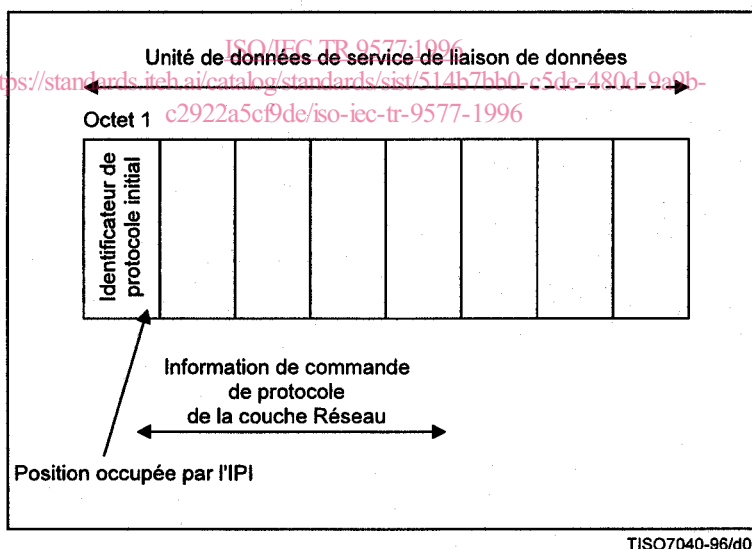 ISO/IEC TR 9577:1996
Unité de données de service de liaison de données
tps://standards.iteh.ai/catalog/standards/sist/514b7bb0-c5de-480d-9a9b-
c2922a5cf9de/iso-iec-tr-9577-1996
Octet 1
Identificateur de
protocole initial
Information de commande
de protocole
de la couche Réseau
Position occupée par l'IPI
TISO7040-96/d0